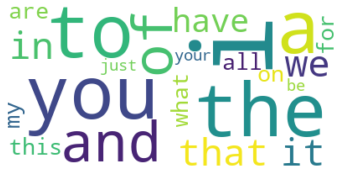 are to of have I a for
in your we
just all
you the what on be
my and
this that it